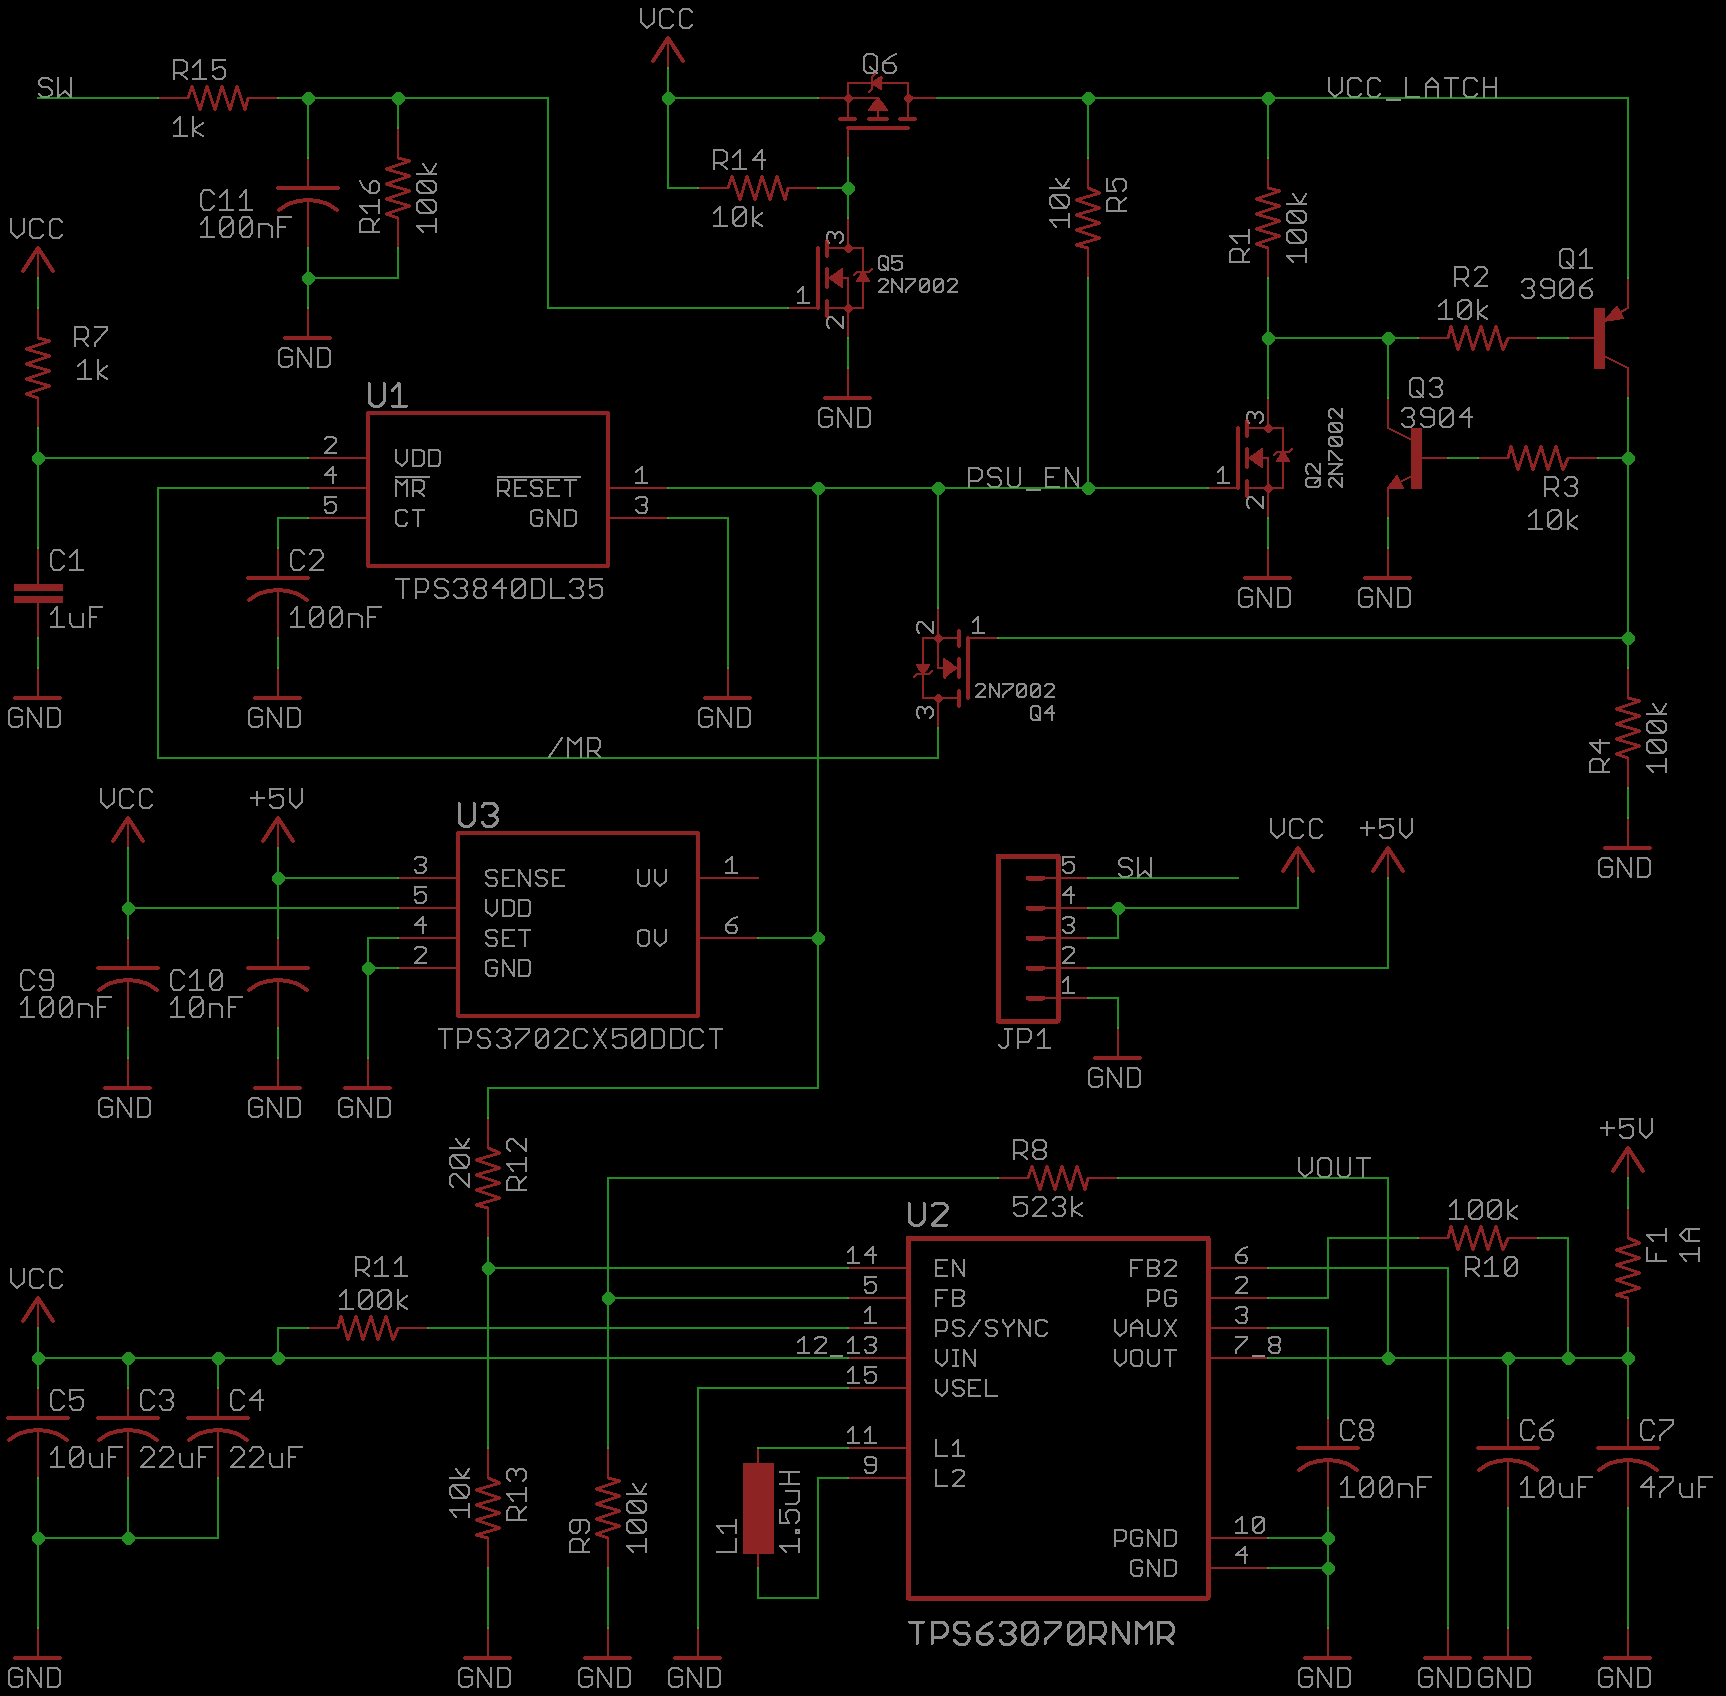 VCC
SW
R15
1k
C11
100nF
R16
100k
GND
Q6
R14
10k
3
Q5
2N7002
1
2
GND
VCC_LATCH
10k
R5
R1
100k
R2
10k
Q1
3906
Q3
3904
3
1
2
Q2
2N7002
GND
GND
R3
10k
VCC
R7
1k
C1
1uF
GND
U1
2
4
5
VDD
MR
CT
RESET
GND
1
3
TPS3840DL35
C2
100nF
GND
GND
PSU_EN
2
1
3
2N7002
Q4
/MR
R4
100k
GND
VCC
+5V
U3
3
5
4
2
SENSE
VDD
SET
GND
UV
OV
1
6
TPS3702CX50DDCT
C9
100nF
C10
10nF
GND
GND
GND
5
4
3
2
1
SW
VCC
+5V
JP1
GND
20k
R12
R8
523k
VOUT
+5V
F1
1A
100k
R10
U2
VCC
R11
100k
14
5
1
12_13
15
11
9
EN
FB
PS/SYNC
VIN
VSEL
L1
L2
FB2
PG
VAUX
VOUT
PGND
GND
6
2
3
7_8
10
4
TPS63070RNMR
C5
10uF
C3
22uF
C4
22uF
GND
10k
R13
GND
R9
100k
GND
GND
L1
1.5uH
C8
100nF
GND
GND
C6
10uF
GND
C7
47uF
GND